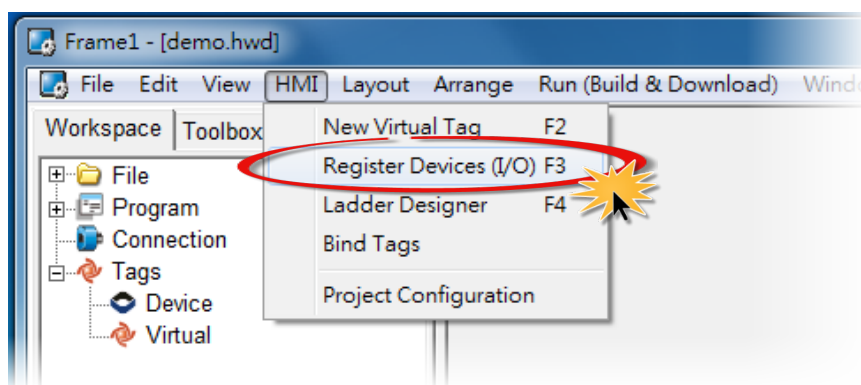 Frame1 - [demo.hwd]
File Edit View HMI Layout Arrange Run (Build & Download)
Workspace Toolbox
New Virtual Tag F2
Register Devices (I/O) F3
Ladder Designer F4
Bind Tags
Project Configuration
File
Program
Connection
Tags
Device
Virtual